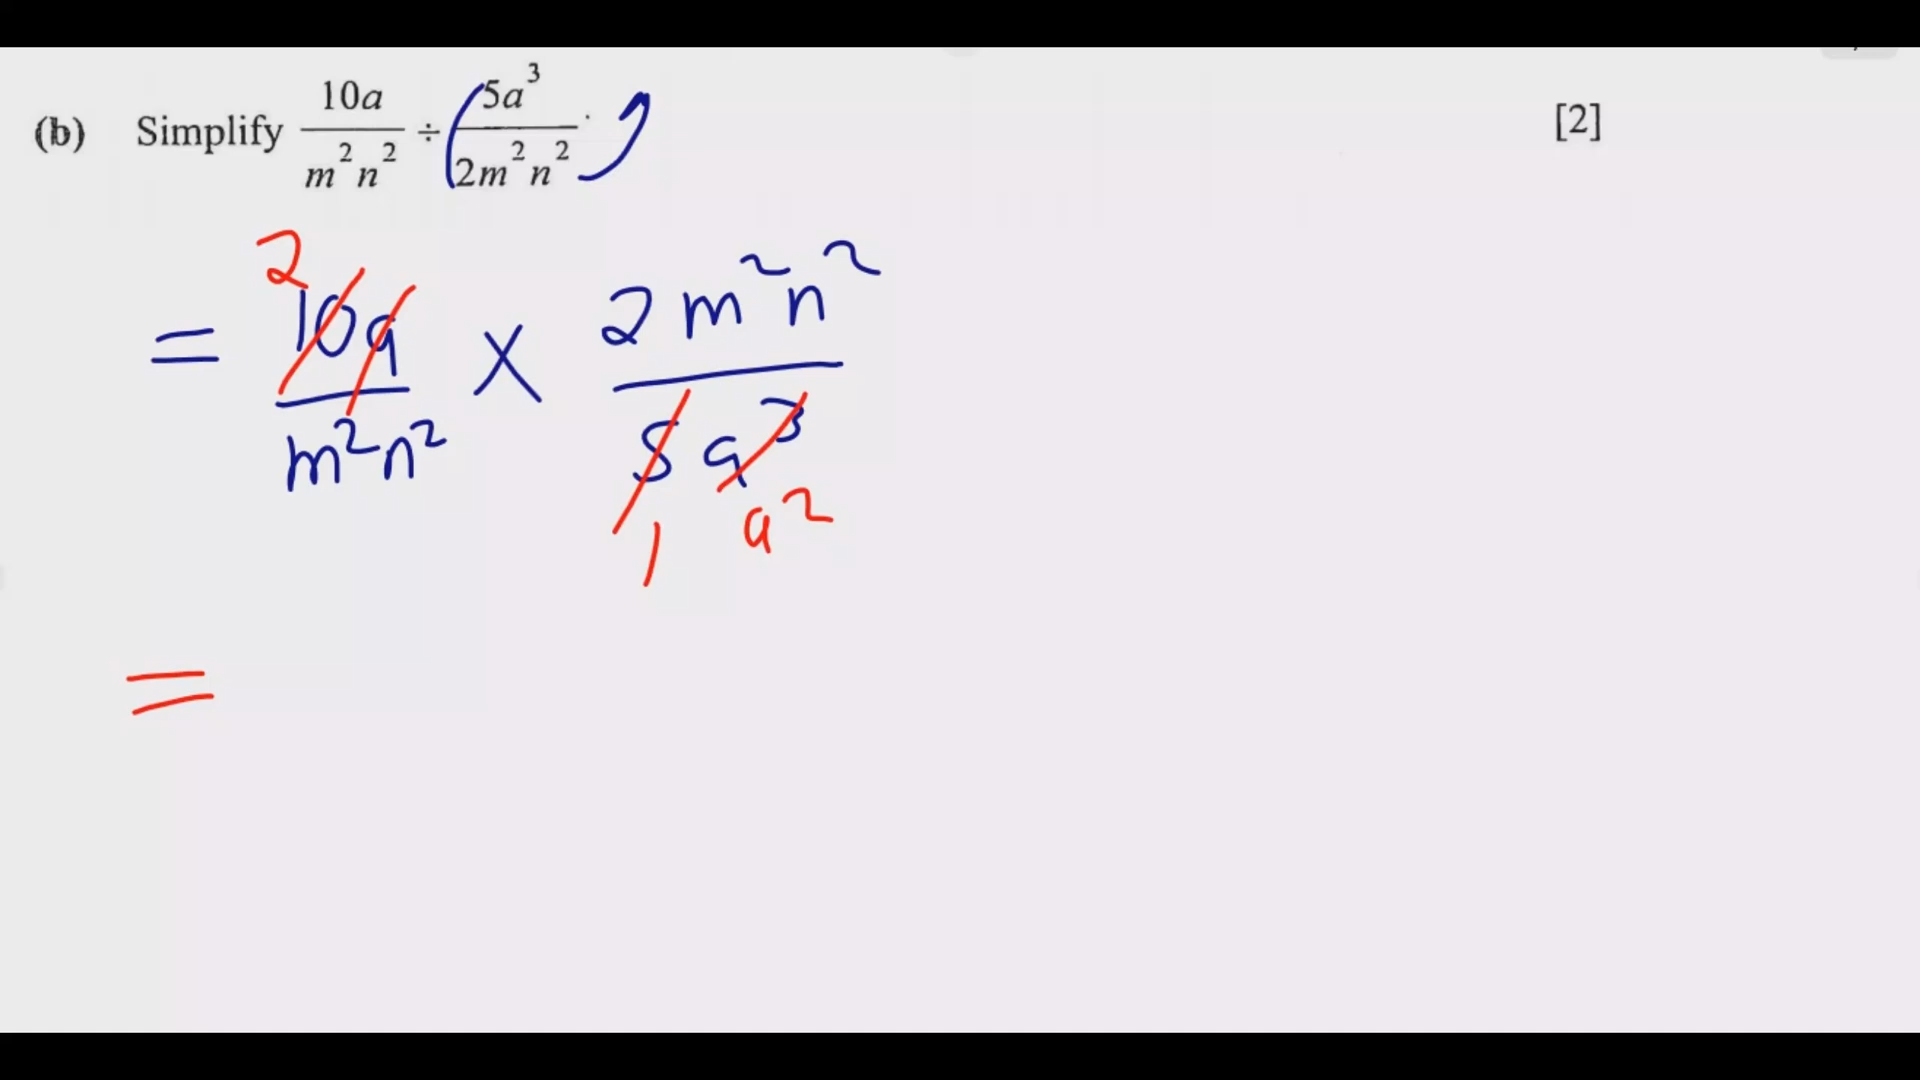 (b) Simplify 10a/m²n² ÷ 5a³/2m²n². [2]
= 10a/m²n² × 2m²n²/5a³
2
1 a²
=